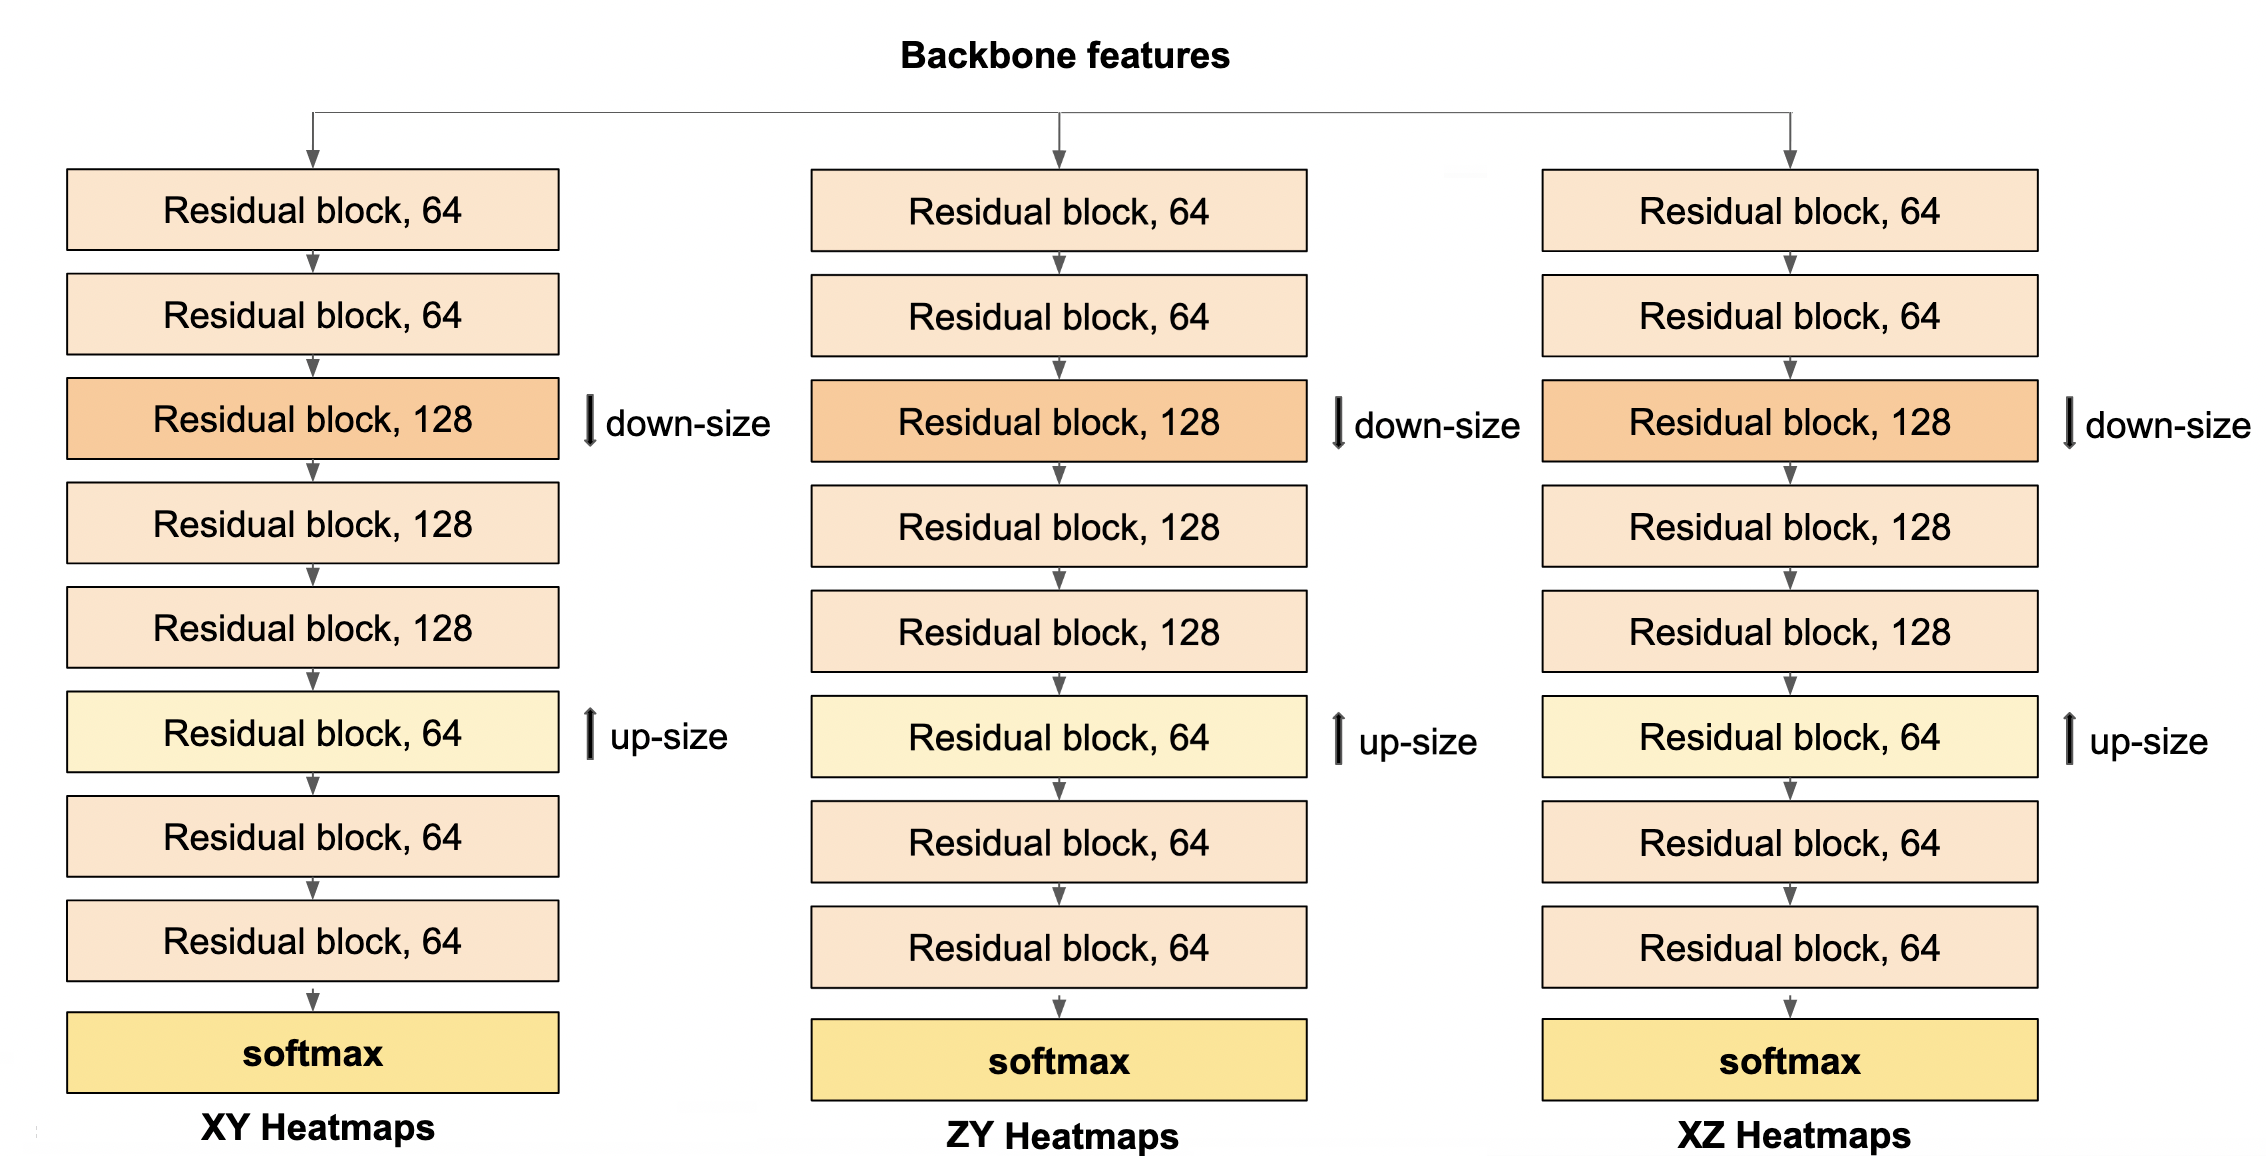 Backbone features
Residual block, 64
Residual block, 64
Residual block, 128
down-size
Residual block, 128
Residual block, 128
Residual block, 64
up-size
Residual block, 64
Residual block, 64
softmax
XY Heatmaps
Residual block, 64
Residual block, 64
Residual block, 128
down-size
Residual block, 128
Residual block, 128
Residual block, 64
up-size
Residual block, 64
Residual block, 64
softmax
ZY Heatmaps
Residual block, 64
Residual block, 64
Residual block, 128
down-size
Residual block, 128
Residual block, 128
Residual block, 64
up-size
Residual block, 64
Residual block, 64
softmax
XZ Heatmaps